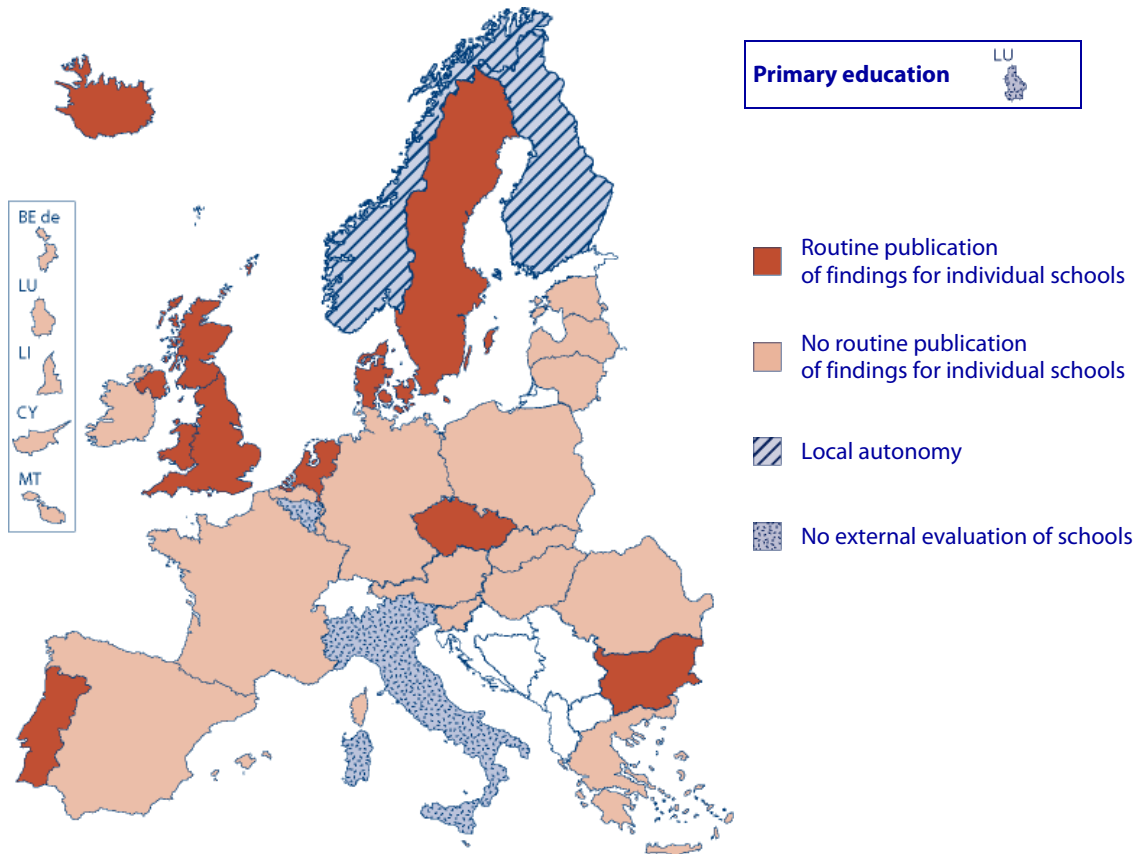 LU
Primary education
BE de
LU
LI
CY
MT
Routine publication
of findings for individual schools
No routine publication
of findings for individual schools
Local autonomy
No external evaluation of schools